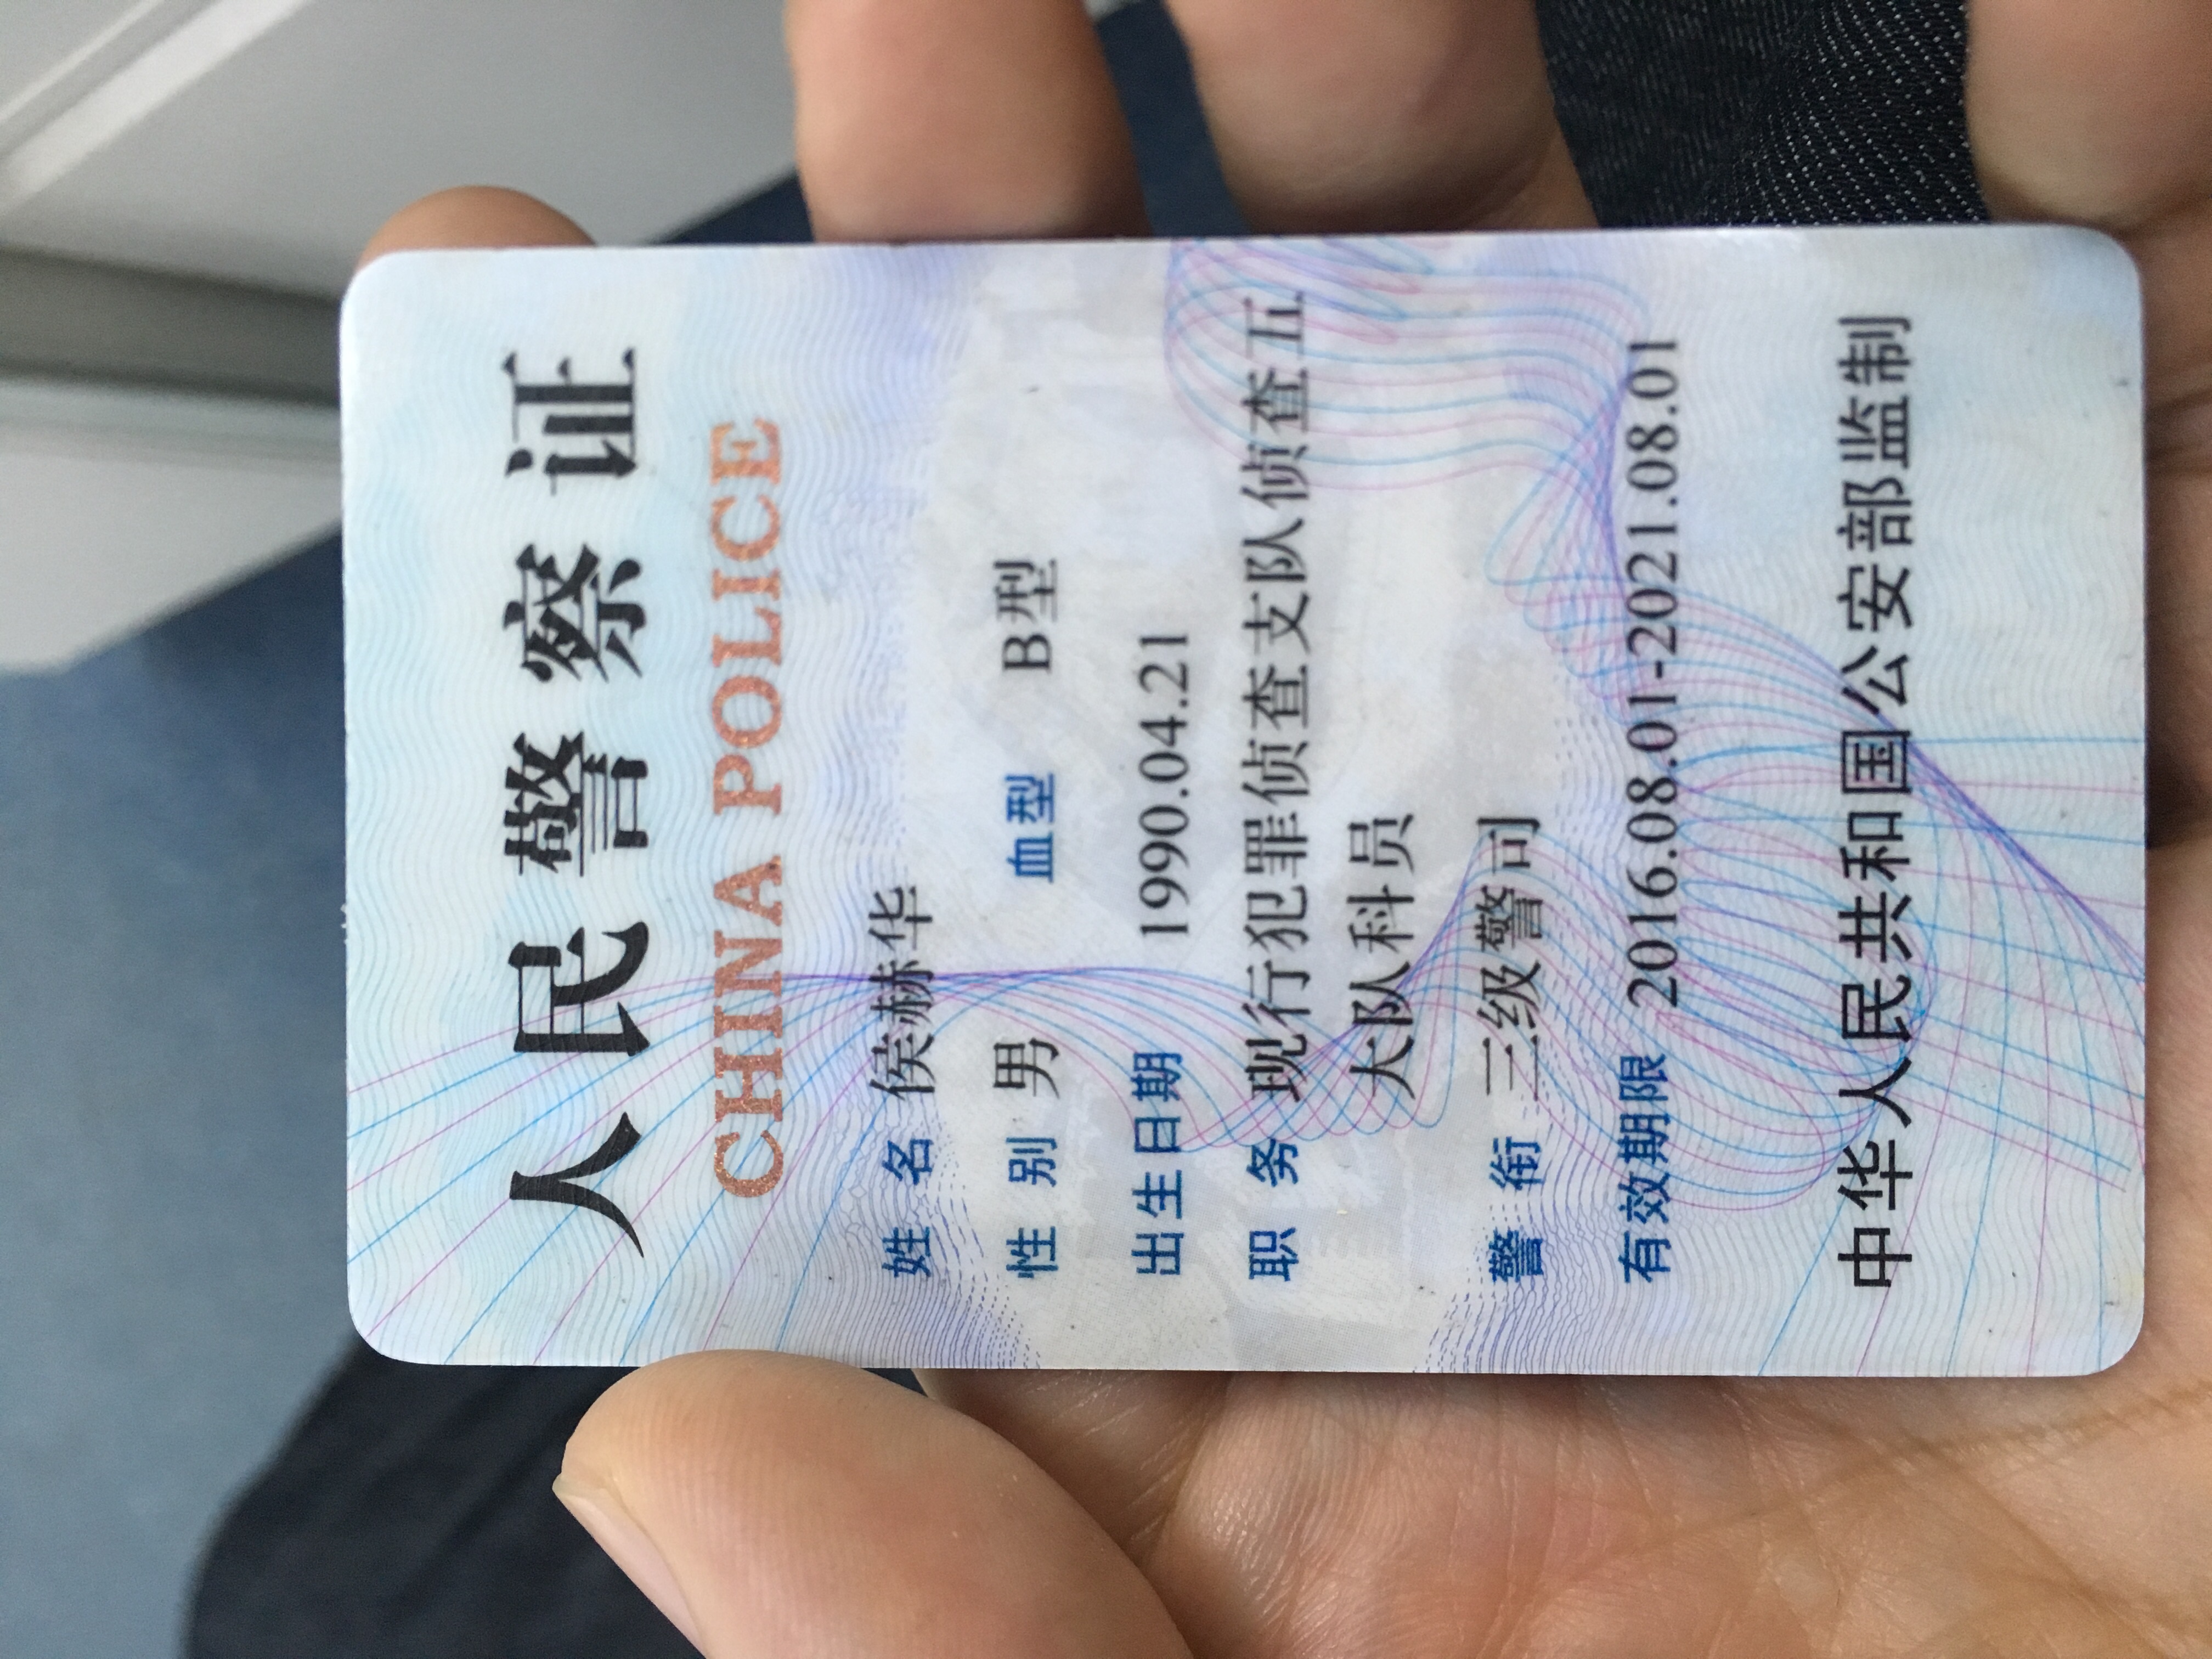 人民警察证
CHINA POLICE
姓 名 侯赫华
性 别 男 血型 B型
出生日期 1990.04.21
职 务 现行犯罪侦查支队侦查五
大队科员
警 衔 三级警司
有效期限 2016.08.01-2021.08.01
中华人民共和国公安部监制